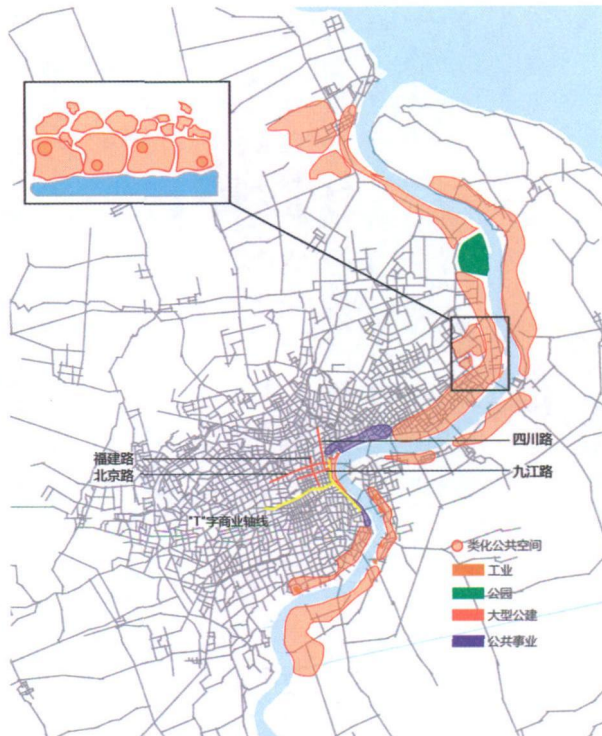 四川路
福建路
北京路
九江路
"T"字商业轴线
类化公共空间
工业
公园
大型公建
公共事业